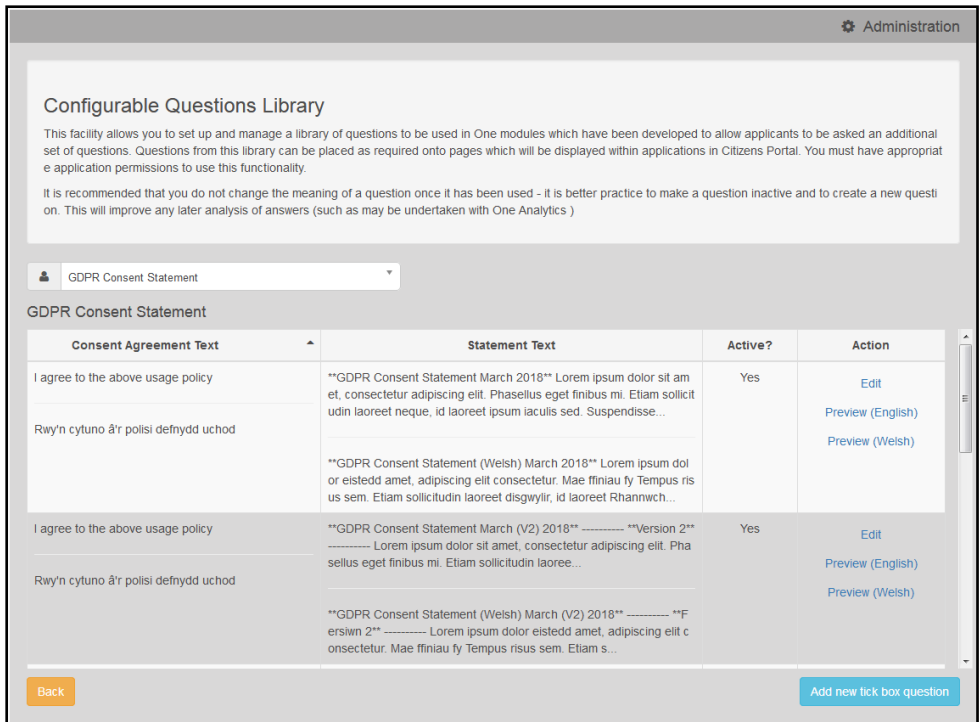 Administration
Configurable Questions Library
This facility allows you to set up and manage a library of questions to be used in One modules which have been developed to allow applicants to be asked an additional
set of questions. Questions from this library can be placed as required onto pages which will be displayed within applications in Citizens Portal. You must have appropriat
e application permissions to use this functionality.
It is recommended that you do not change the meaning of a question once it has been used - it is better practice to make a question inactive and to create a new questi
on. This will improve any later analysis of answers (such as may be undertaken with One Analytics )
GDPR Consent Statement
GDPR Consent Statement
Consent Agreement Text Statement Text Active? Action
I agree to the above usage policy
Rwy'n cytuno â'r polisi defnydd uchod
**GDPR Consent Statement March 2018** Lorem ipsum dolor sit am
et, consectetur adipiscing elit. Phasellus eget finibus mi. Etiam sollicit
udin laoreet neque, id laoreet ipsum iaculis sed. Suspendisse...
**GDPR Consent Statement (Welsh) March 2018** Lorem ipsum dol
or eistedd amet, adipiscing elit consectetur. Mae ffiniau fy Tempus ris
us sem. Etiam sollicitudin laoreet disgwylir, id laoreet Rhannwch...
Yes
Edit
Preview (English)
Preview (Welsh)
I agree to the above usage policy
Rwy'n cytuno â'r polisi defnydd uchod
**GDPR Consent Statement March (V2) 2018** ---------- **Version 2**
---------- Lorem ipsum dolor sit amet, consectetur adipiscing elit. Pha
sellus eget finibus mi. Etiam sollicitudin laoree...
**GDPR Consent Statement (Welsh) March (V2) 2018** ---------- **F
ersiwn 2** ---------- Lorem ipsum dolor eistedd amet, adipiscing elit c
onsectetur. Mae ffiniau fy Tempus risus sem. Etiam s...
Yes
Edit
Preview (English)
Preview (Welsh)
Back
Add new tick box question